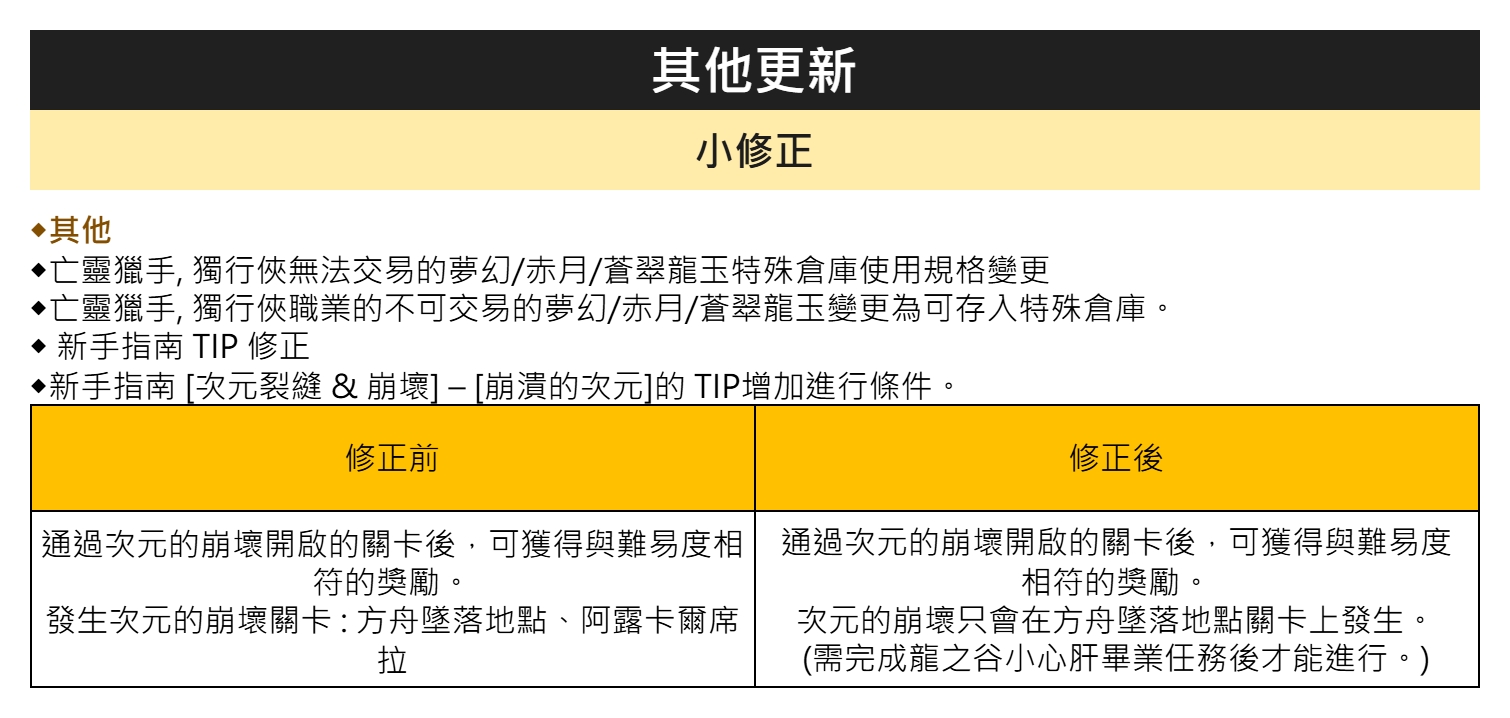 其他更新
小修正
◆其他
◆亡靈獵手, 獨行俠無法交易的夢幻/赤月/蒼翠龍玉特殊倉庫使用規格變更
◆亡靈獵手, 獨行俠職業的不可交易的夢幻/赤月/蒼翠龍玉變更為可存入特殊倉庫。
◆ 新手指南 TIP 修正
◆新手指南 [次元裂縫 & 崩壞] – [崩潰的次元]的 TIP增加進行條件。
修正前
修正後
通過次元的崩壞開啟的關卡後，可獲得與難易度相
符的獎勵。
發生次元的崩壞關卡 : 方舟墜落地點、阿露卡爾席
拉
通過次元的崩壞開啟的關卡後，可獲得與難易度
相符的獎勵。
次元的崩壞只會在方舟墜落地點關卡上發生。
(需完成龍之谷小心肝畢業任務後才能進行。)